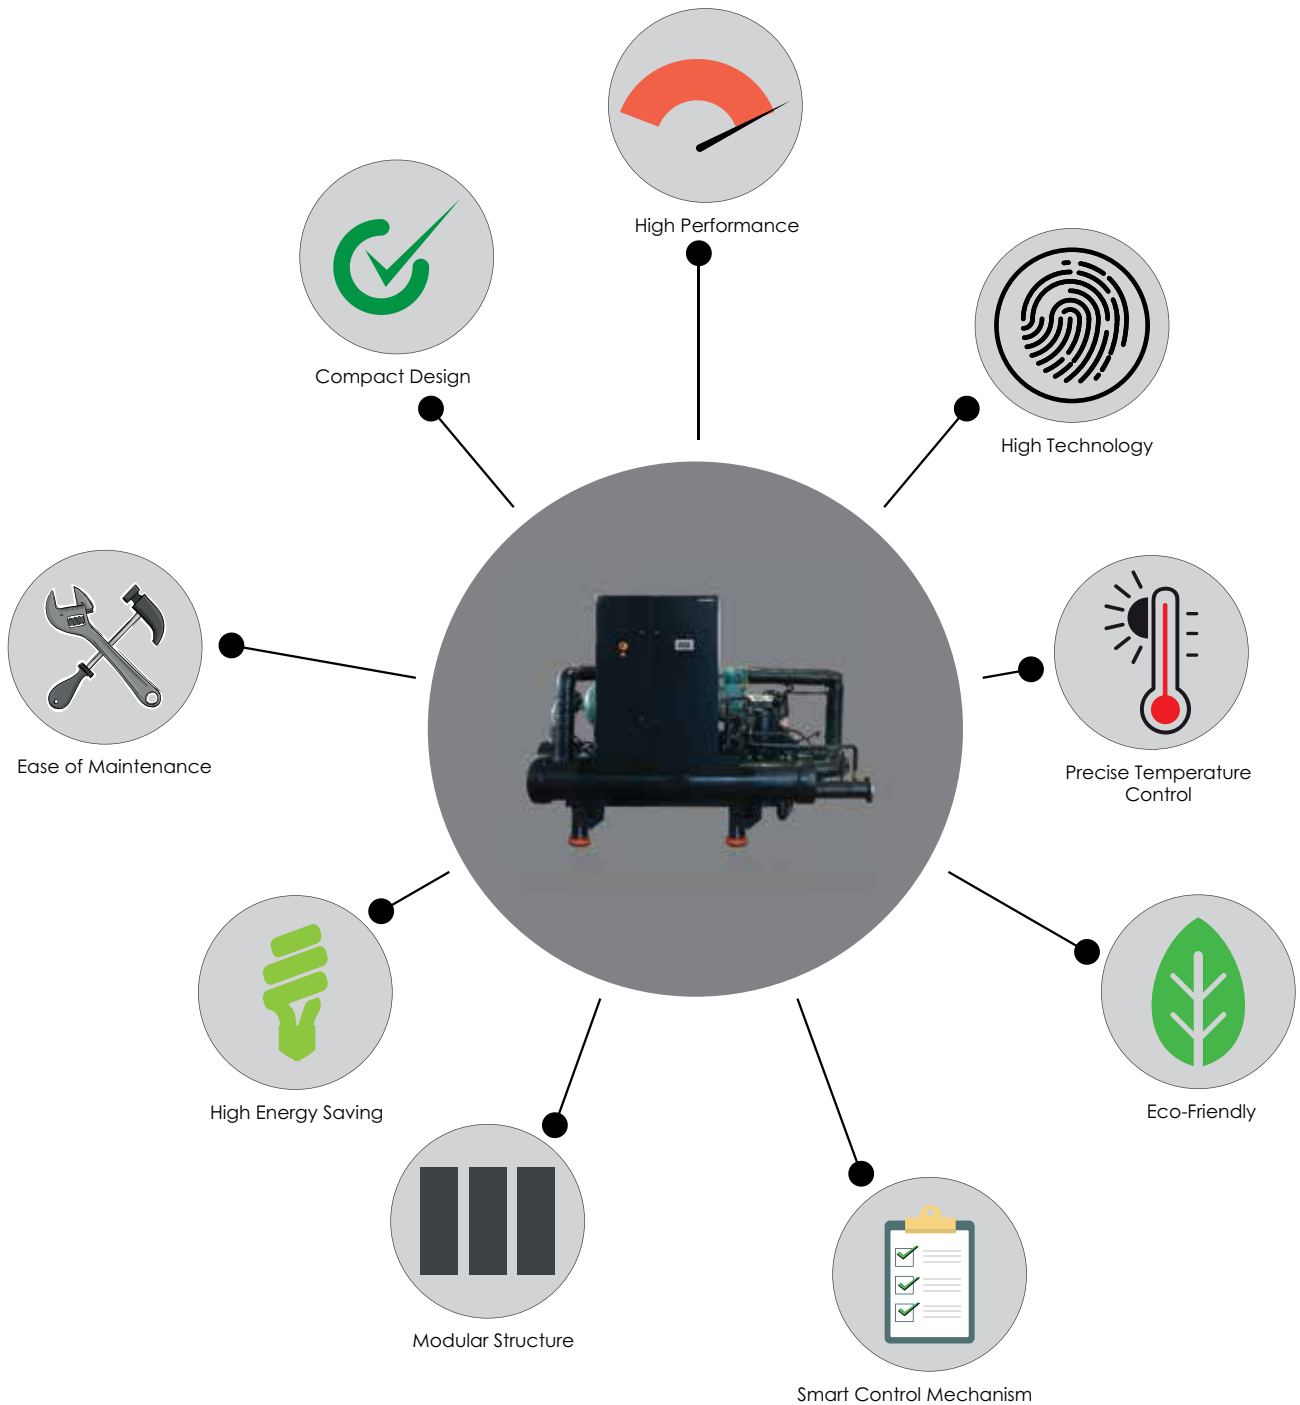 High Performance
Compact Design
High Technology
Ease of Maintenance
Precise Temperature
Control
High Energy Saving
Eco-Friendly
Modular Structure
Smart Control Mechanism